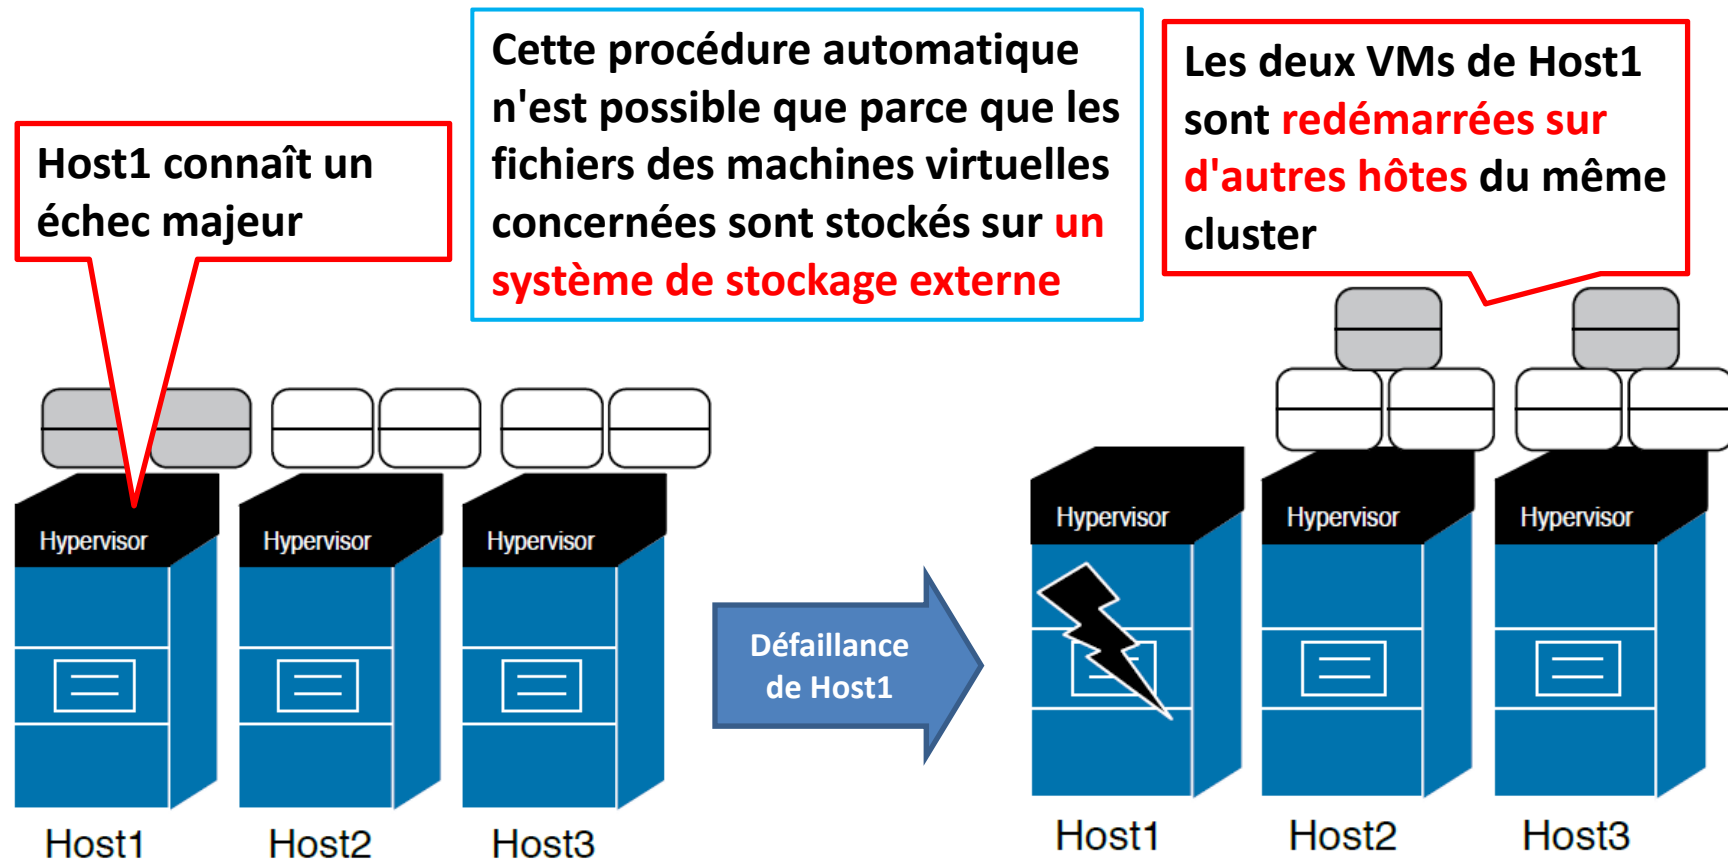 Host1 connaît un
échec majeur
Cette procédure automatique
n'est possible que parce que les
fichiers des machines virtuelles
concernées sont stockés sur un
système de stockage externe
Les deux VMs de Host1
sont redémarrées sur
d'autres hôtes du même
cluster
Hypervisor
Hypervisor
Hypervisor
Host1
Host2
Host3
Défaillance
de Host1
Hypervisor
Hypervisor
Hypervisor
Host1
Host2
Host3